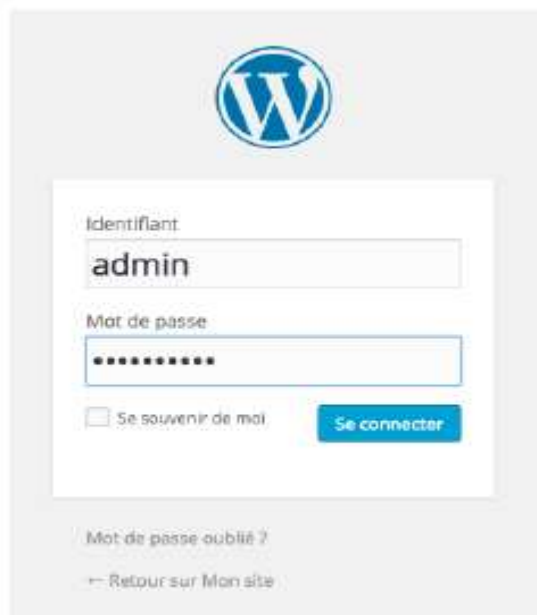 Identifiant
admin
Mot de passe
••••••••••
Se souvenir de moi
Se connecter
Mot de passe oublié ?
← Retour sur Mon site